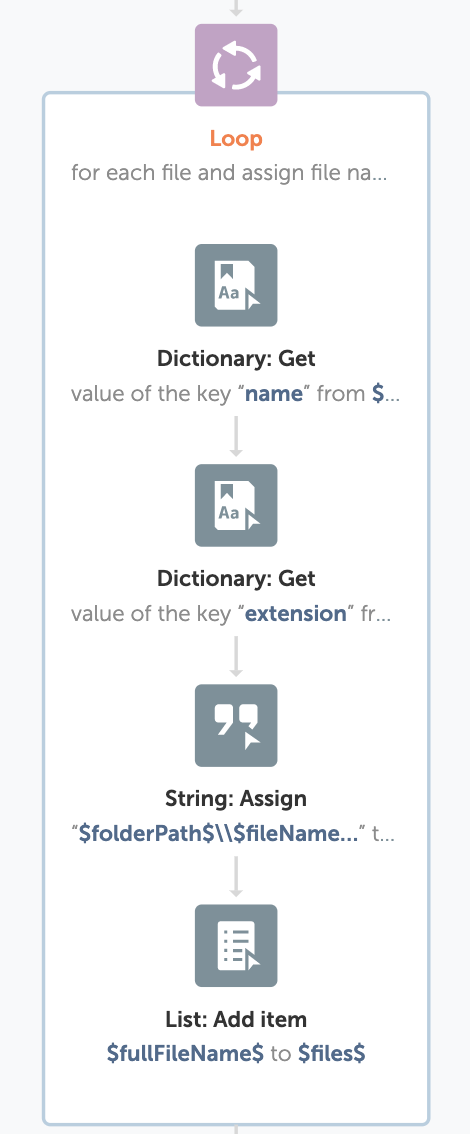 Loop
for each file and assign file na...
Aa
Dictionary: Get
value of the key “name” from $...
Aa
Dictionary: Get
value of the key “extension” fr...
String: Assign
“$folderPath$\\$fileName...” t...
List: Add item
$fullFileName$ to $files$